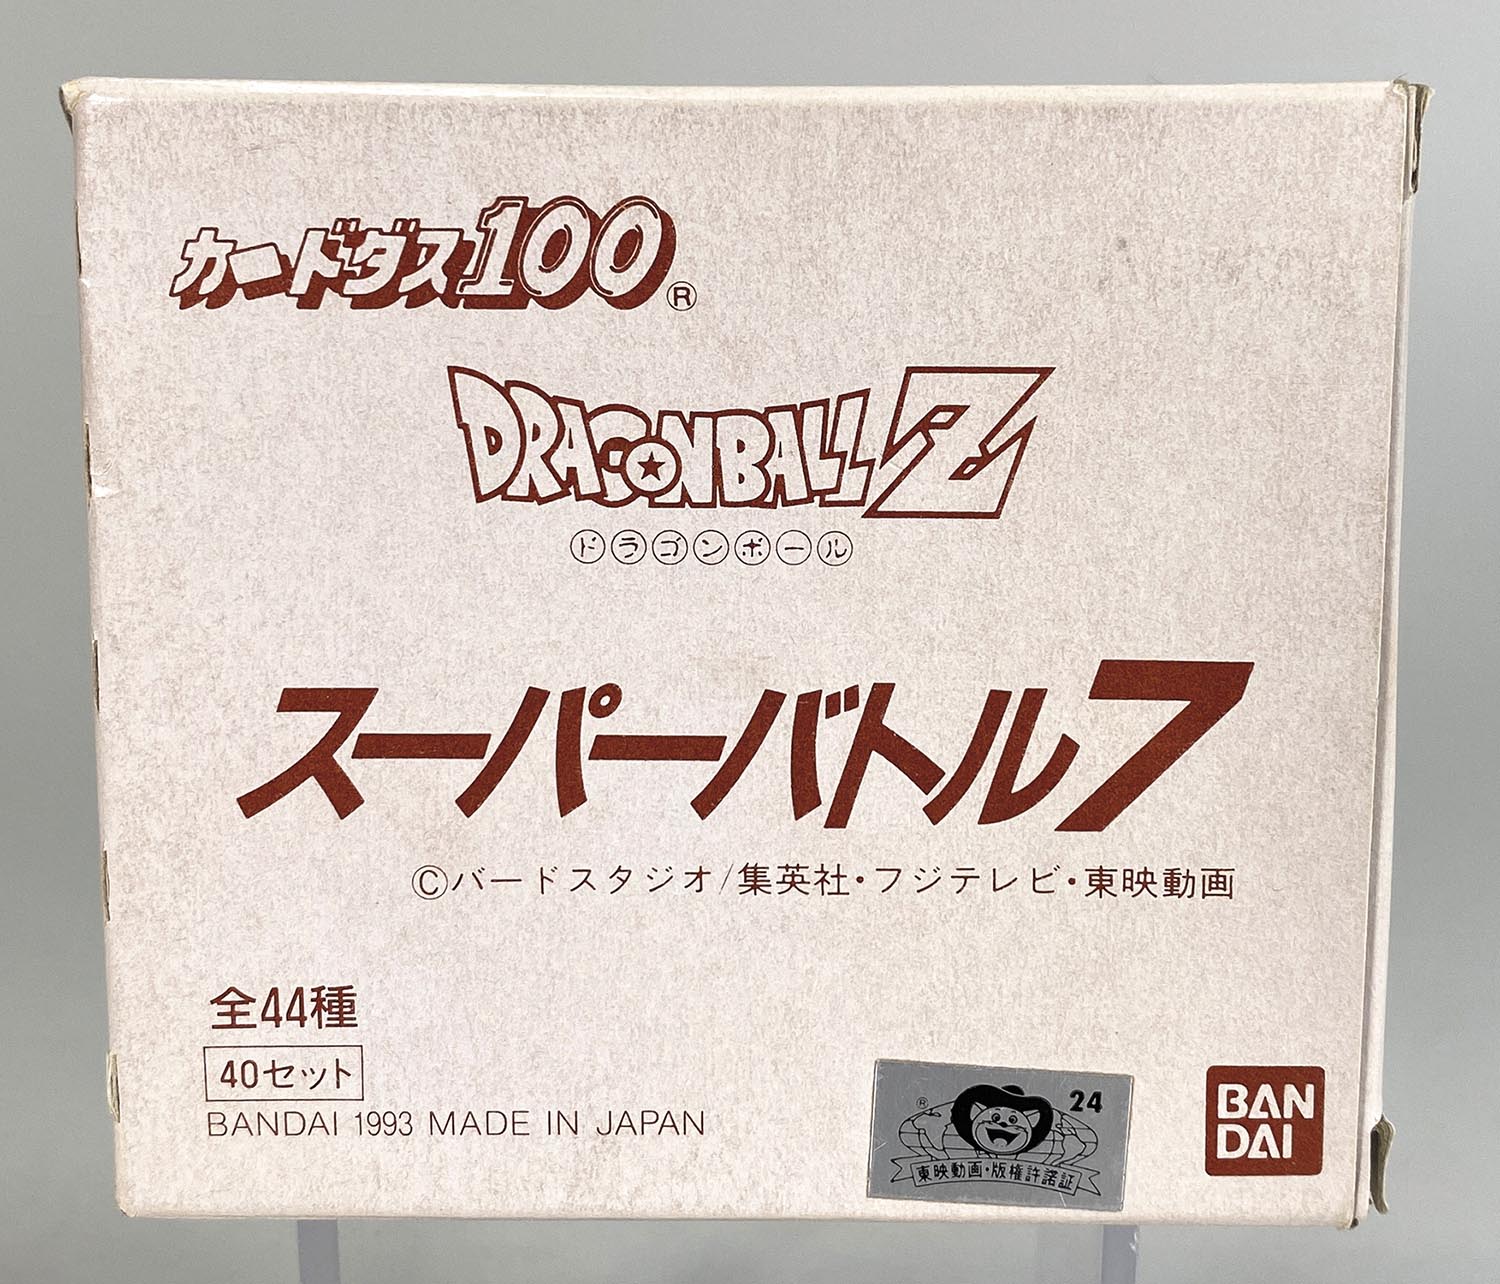 カードダス100®
DRAGONBALL Z
ドラゴンボール
スーパーバトル7
©バードスタジオ/集英社・フジテレビ・東映動画
全44種
40セット
BANDAI 1993 MADE IN JAPAN
® 24
東映動画・版権許諾証
BAN
DAI